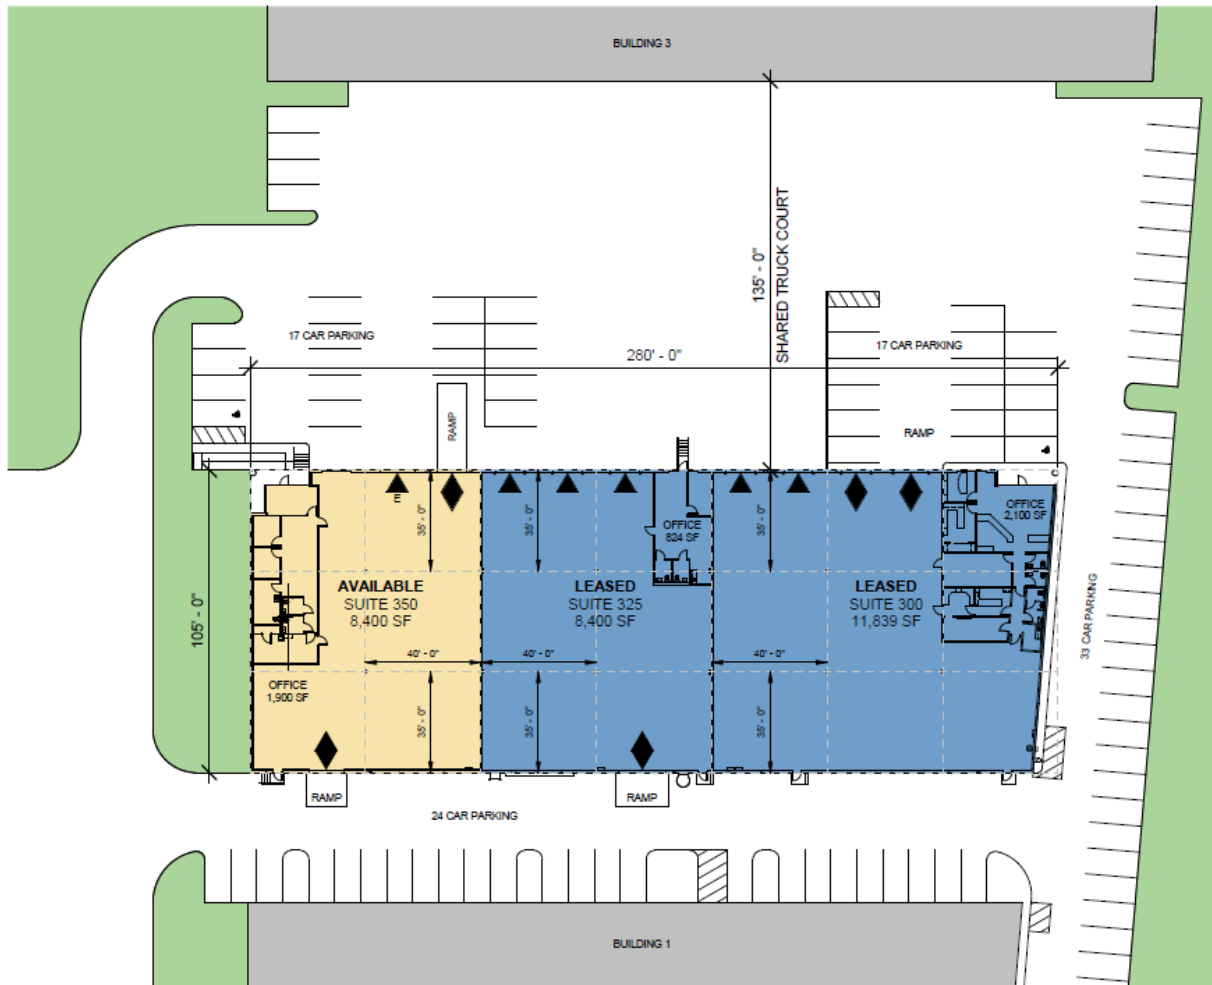 BUILDING 3
135' - 0"
SHARED TRUCK COURT
17 CAR PARKING
280' - 0"
17 CAR PARKING
RAMP
RAMP
E
35' - 0"
35' - 0"
35' - 0"
OFFICE
824 SF
OFFICE
2,100 SF
AVAILABLE
SUITE 350
8,400 SF
LEASED
SUITE 325
8,400 SF
LEASED
SUITE 300
11,839 SF
105' - 0"
33 CAR PARKING
40' - 0"
40' - 0"
40' - 0"
OFFICE
1,900 SF
35' - 0"
35' - 0"
35' - 0"
RAMP
RAMP
24 CAR PARKING
BUILDING 1